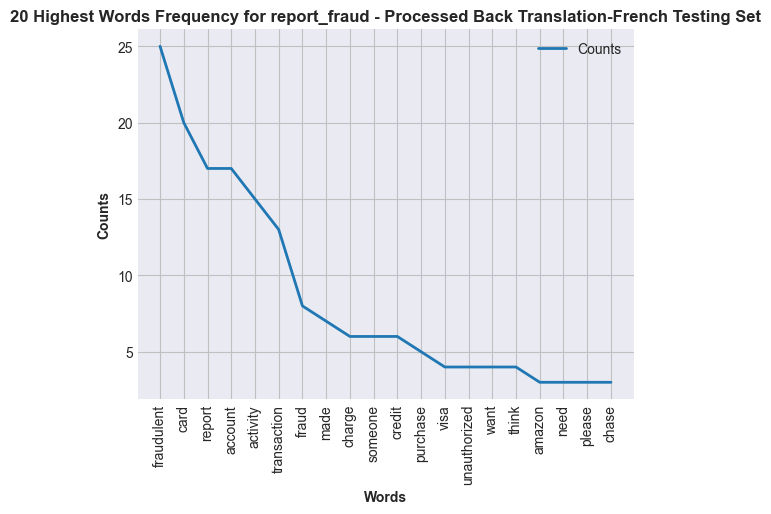 20 Highest Words Frequency for report_fraud - Processed Back Translation-French Testing Set
Counts
25
20
15
10
5
Counts
fraudulent
card
report
account
activity
transaction
fraud
made
charge
someone
credit
purchase
visa
unauthorized
want
think
amazon
need
please
chase
Words